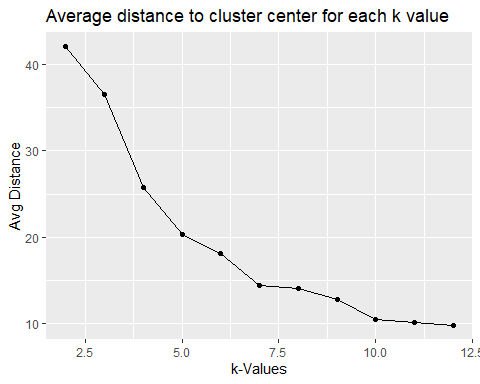 Average distance to cluster center for each k value
40
30
20
10
Avg Distance
2.5 5.0 7.5 10.0 12.5
k-Values